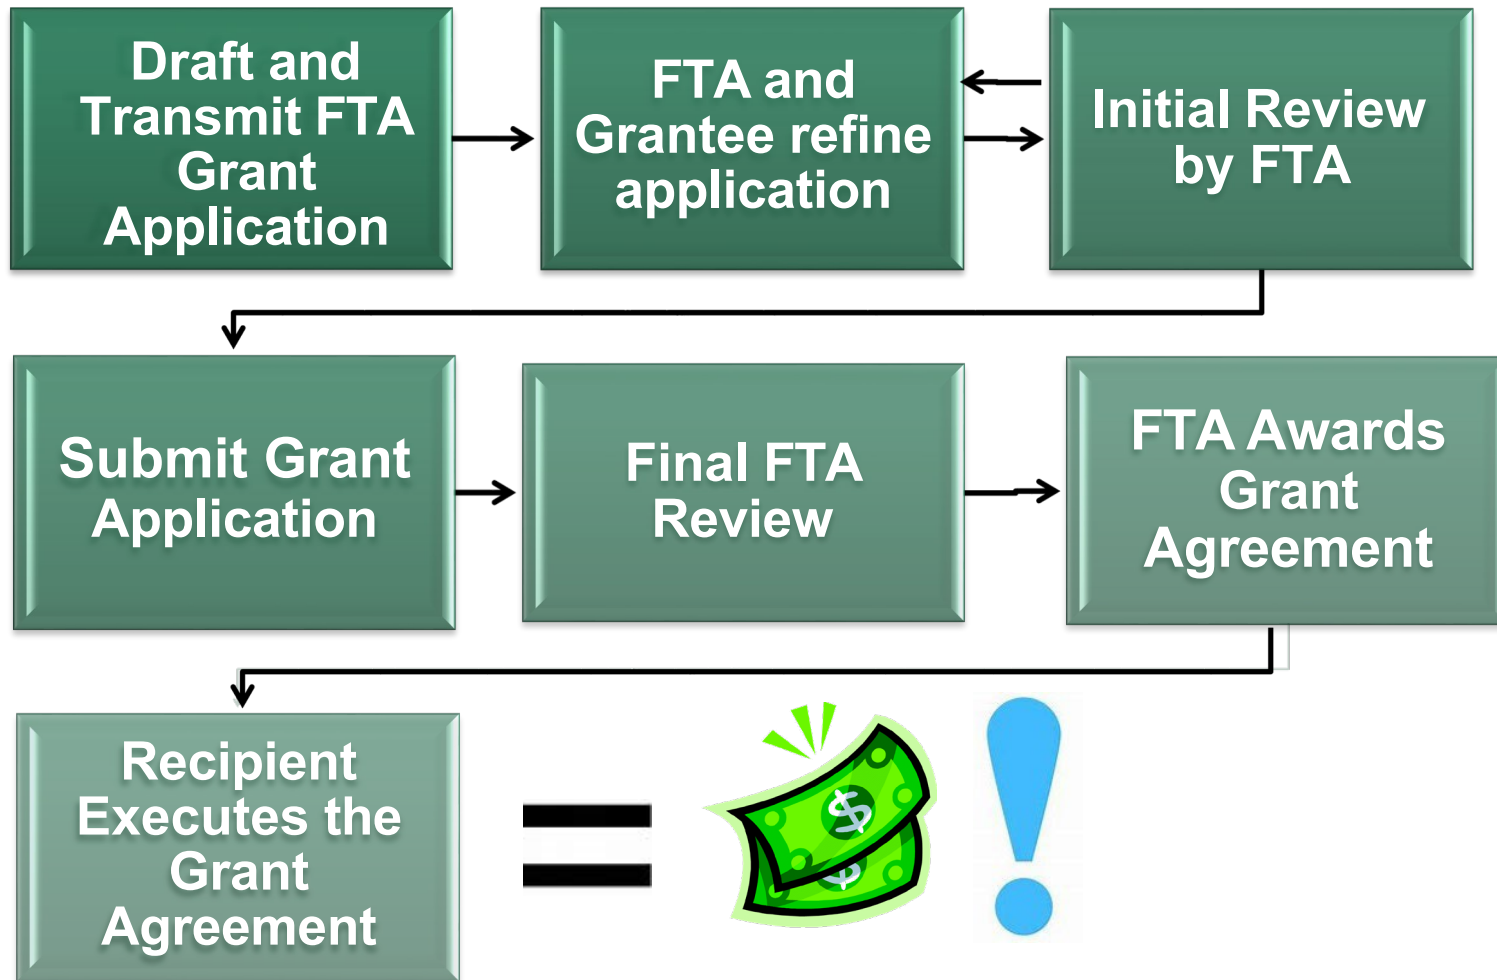 Draft and
Transmit FTA
Grant
Application
FTA and
Grantee refine
application
Initial Review
by FTA
Submit Grant
Application
Final FTA
Review
FTA Awards
Grant
Agreement
Recipient
Executes the
Grant
Agreement
=
$
$
!